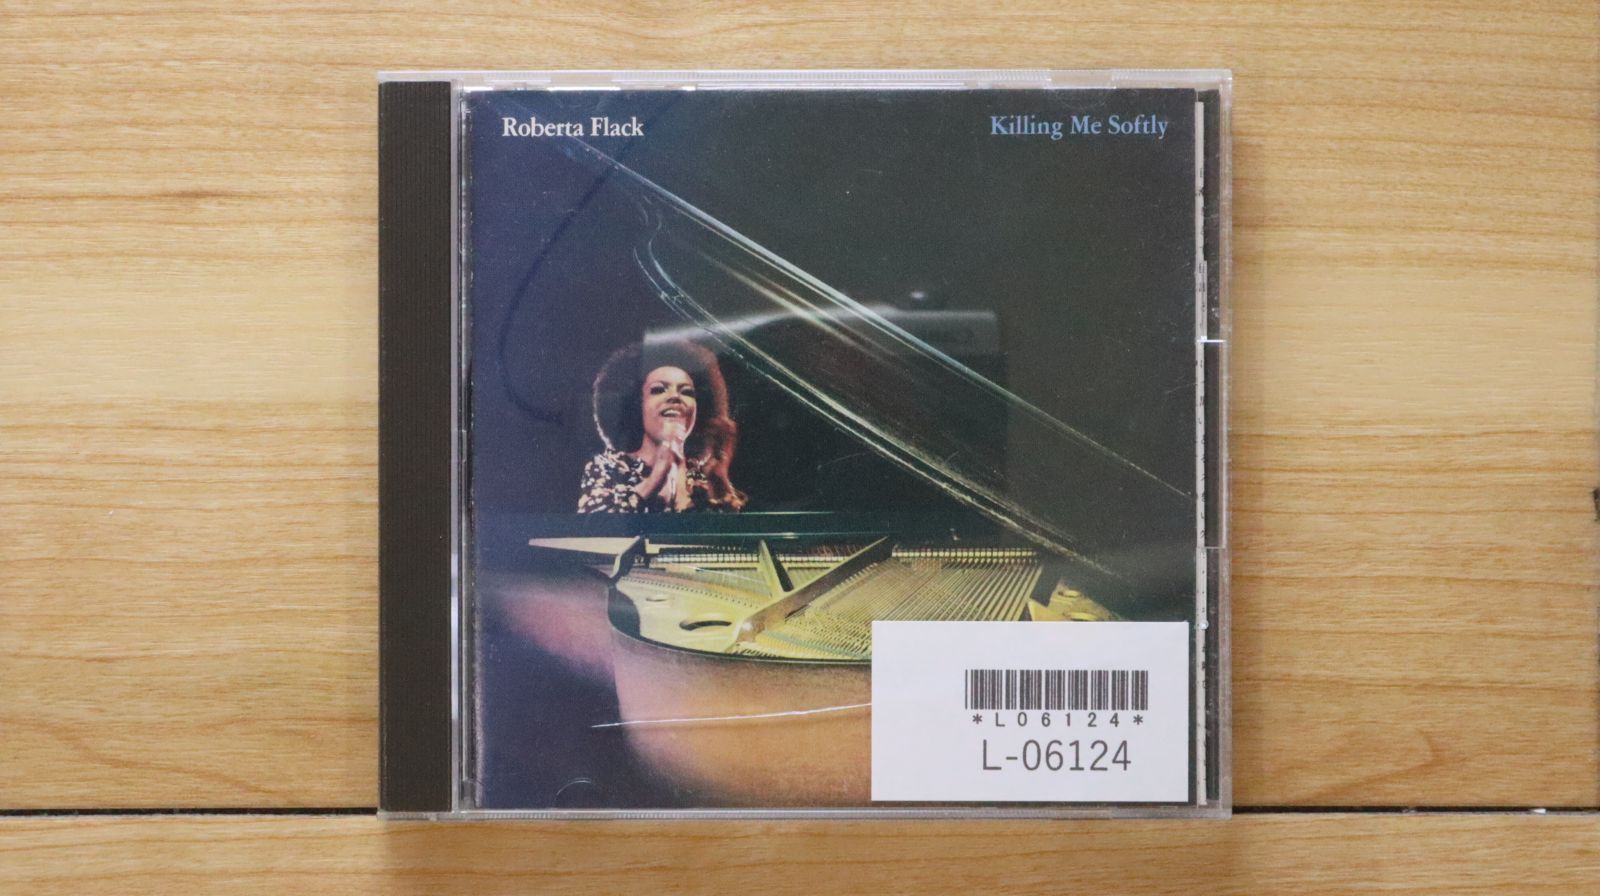 Roberta Flack
Killing Me Softly
*L06124*
L-06124